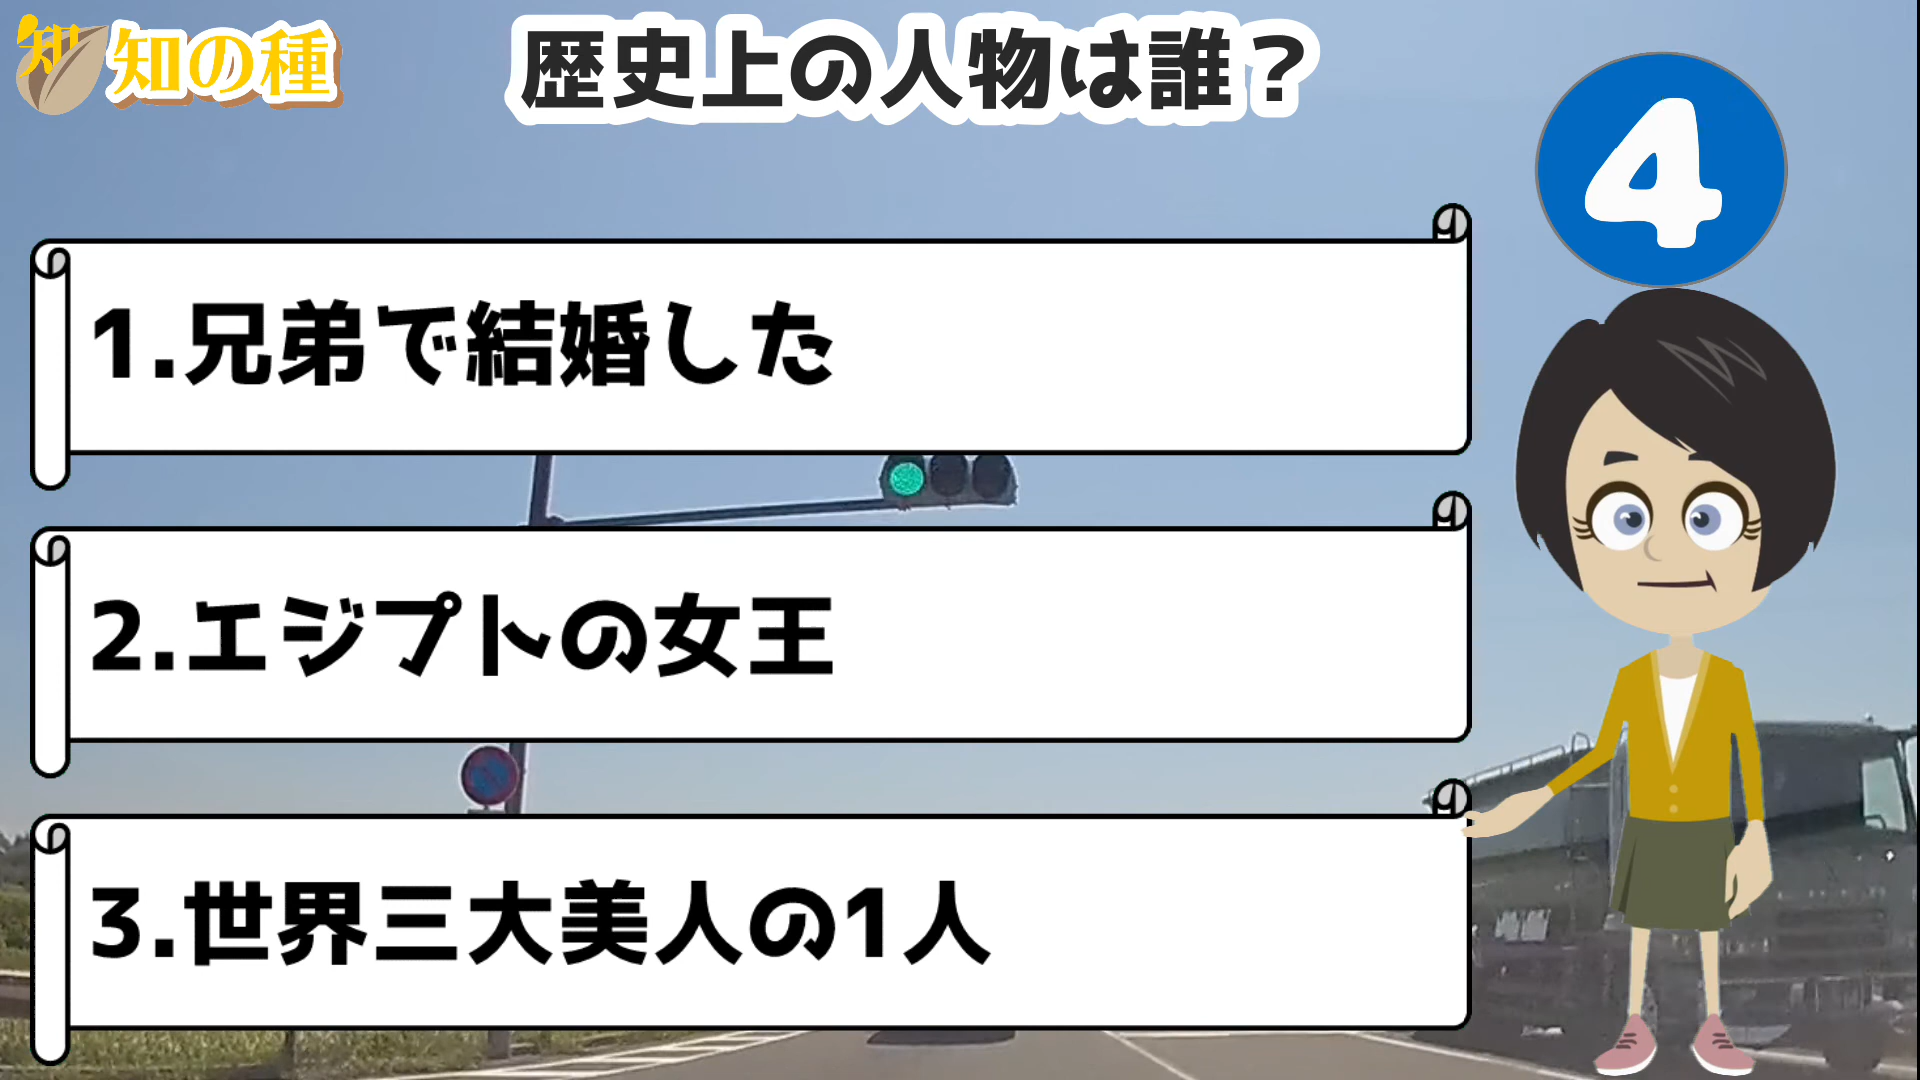 知 知の種
歴史上の人物は誰？
4
1.兄弟で結婚した
2.エジプトの女王
3.世界三大美人の1人